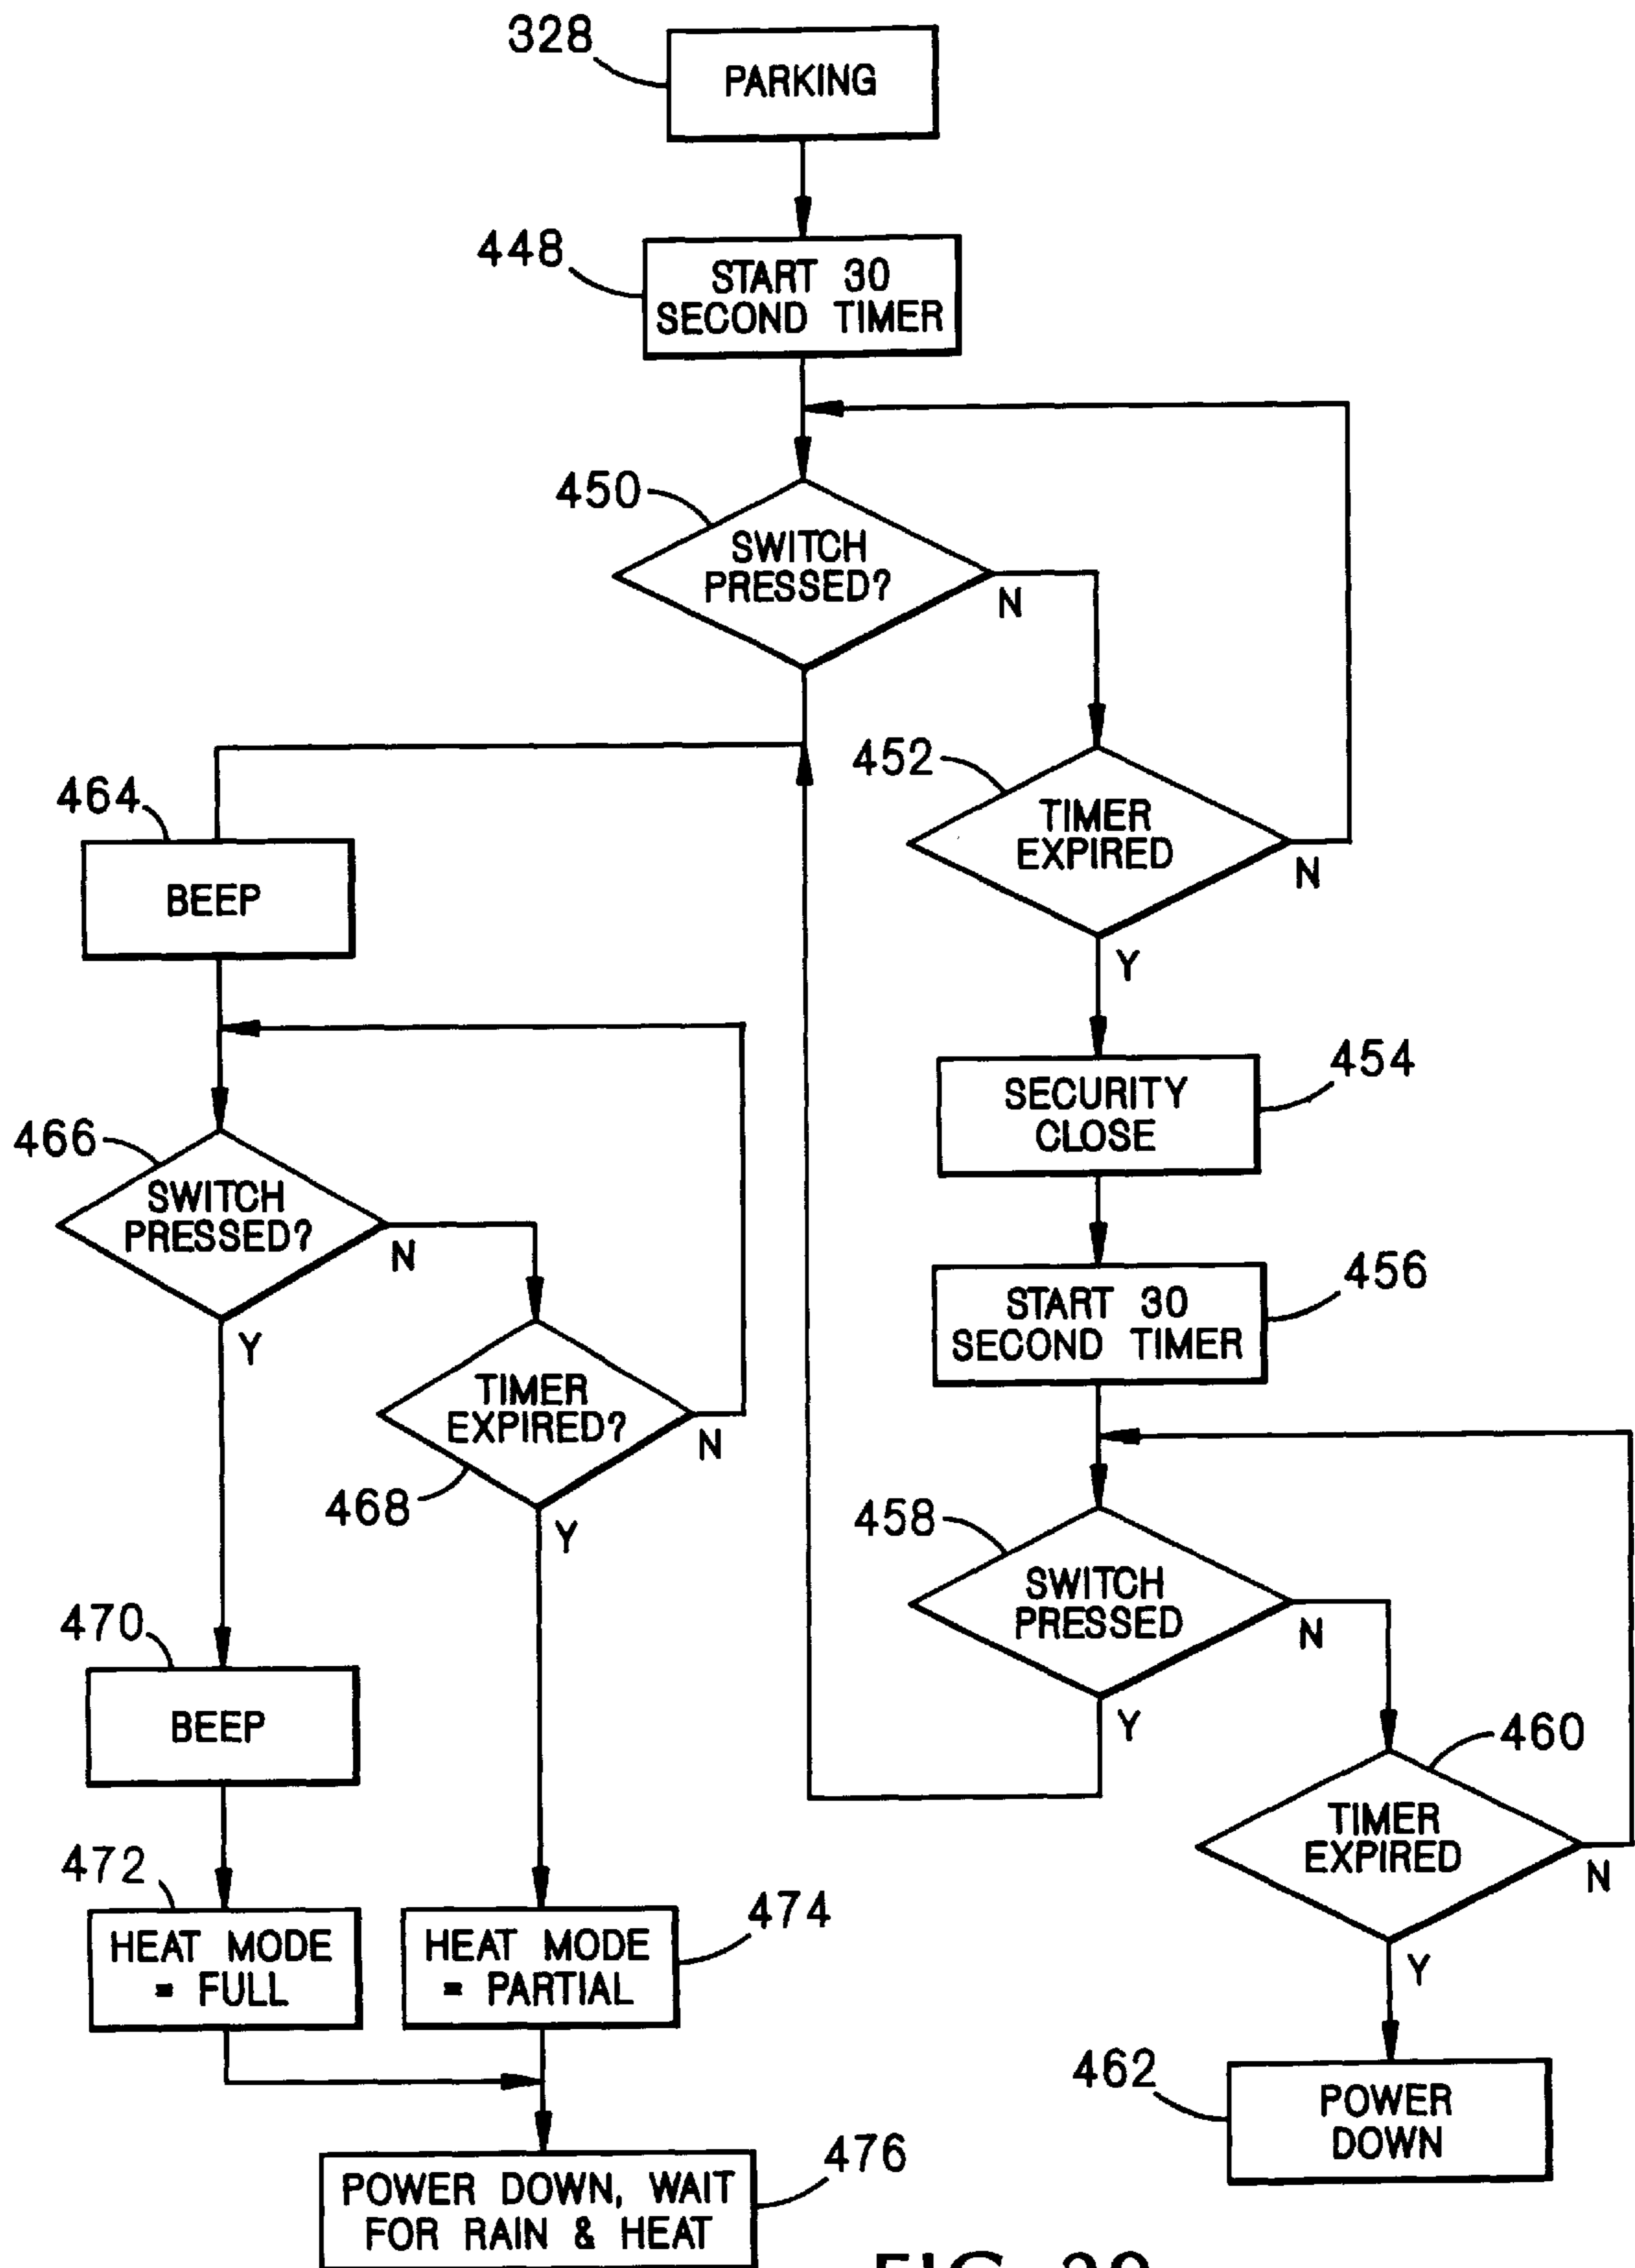 328
PARKING
448
START 30
SECOND TIMER
450
SWITCH
PRESSED?
N
452
TIMER
EXPIRED
N
Y
464
BEEP
454
SECURITY
CLOSE
466
SWITCH
PRESSED?
N
Y
456
START 30
SECOND TIMER
TIMER
EXPIRED?
N
468
Y
458
SWITCH
PRESSED
N
Y
470
BEEP
460
TIMER
EXPIRED
N
Y
472
HEAT MODE
= FULL
474
HEAT MODE
= PARTIAL
462
POWER
DOWN
476
POWER DOWN, WAIT
FOR RAIN & HEAT